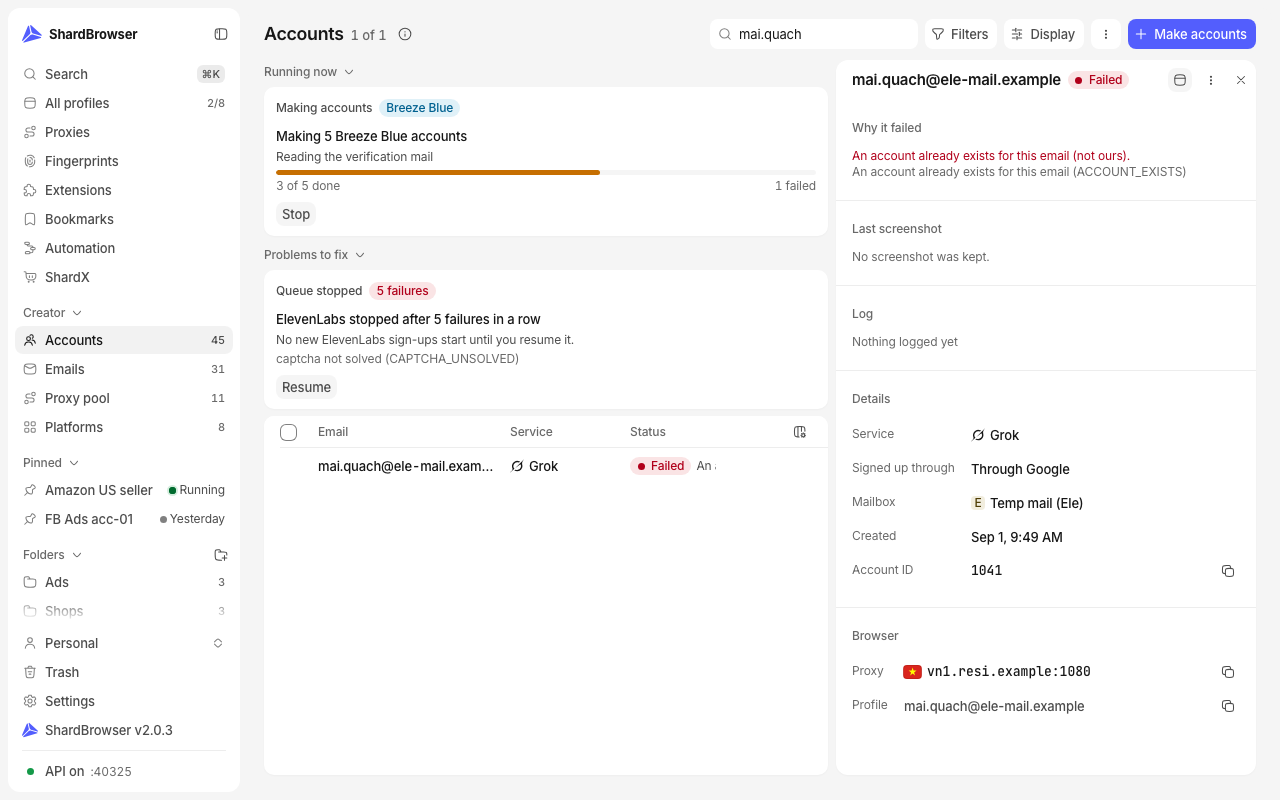 ShardBrowser
Search ⌘K
All profiles 2/8
Proxies
Fingerprints
Extensions
Bookmarks
Automation
ShardX
Creator
Accounts 45
Emails 31
Proxy pool 11
Platforms 8
Pinned
Amazon US seller Running
FB Ads acc-01 Yesterday
Folders
Ads 3
Shops 3
Personal
Trash
Settings
ShardBrowser v2.0.3
API on :40325
Accounts 1 of 1
mai.quach
Filters
Display
Make accounts
Running now
Making accounts Breeze Blue
Making 5 Breeze Blue accounts
Reading the verification mail
3 of 5 done 1 failed
Stop
Problems to fix
Queue stopped 5 failures
ElevenLabs stopped after 5 failures in a row
No new ElevenLabs sign-ups start until you resume it.
captcha not solved (CAPTCHA_UNSOLVED)
Resume
Email Service Status
mai.quach@ele-mail.exam... Grok Failed An
mai.quach@ele-mail.example Failed
Why it failed
An account already exists for this email (not ours).
An account already exists for this email (ACCOUNT_EXISTS)
Last screenshot
No screenshot was kept.
Log
Nothing logged yet
Details
Service Grok
Signed up through Through Google
Mailbox E Temp mail (Ele)
Created Sep 1, 9:49 AM
Account ID 1041
Browser
Proxy vn1.resi.example:1080
Profile mai.quach@ele-mail.example